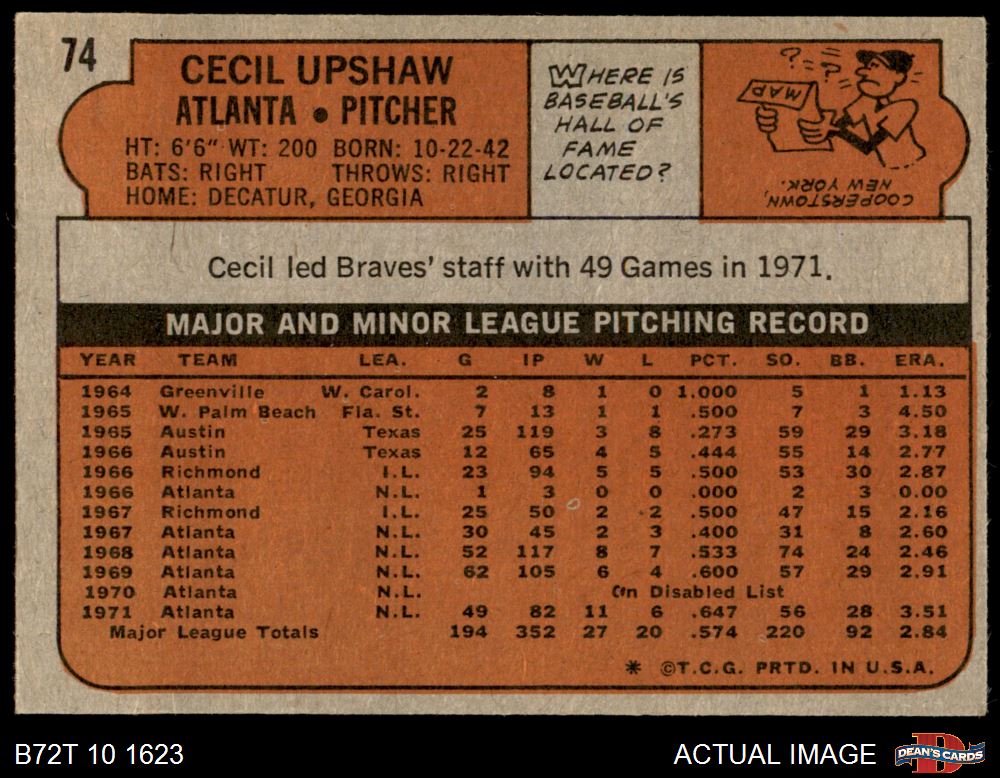 74
CECIL UPSHAW
ATLANTA • PITCHER
HT: 6'6" WT: 200 BORN: 10-22-42
BATS: RIGHT THROWS: RIGHT
HOME: DECATUR, GEORGIA
WHERE IS
BASEBALL'S
HALL OF
FAME
LOCATED?
? ? ? ?
MAP
COOPERSTOWN,
NEW YORK.
Cecil led Braves' staff with 49 Games in 1971.
MAJOR AND MINOR LEAGUE PITCHING RECORD
YEAR TEAM LEA. G IP W L PCT. SO. BB. ERA.
1964 Greenville W. Carol. 2 8 1 0 1.000 5 1 1.13
1965 W. Palm Beach Fla. St. 7 13 1 1 .500 7 3 4.50
1965 Austin Texas 25 119 3 8 .273 59 29 3.18
1966 Austin Texas 12 65 4 5 .444 55 14 2.77
1966 Richmond I.L. 23 94 5 5 .500 53 30 2.87
1966 Atlanta N.L. 1 3 0 0 .000 2 3 0.00
1967 Richmond I.L. 25 50 2 2 .500 47 15 2.16
1967 Atlanta N.L. 30 45 2 3 .400 31 8 2.60
1968 Atlanta N.L. 52 117 8 7 .533 74 24 2.46
1969 Atlanta N.L. 62 105 6 4 .600 57 29 2.91
1970 Atlanta N.L. On Disabled List
1971 Atlanta N.L. 49 82 11 6 .647 56 28 3.51
Major League Totals 194 352 27 20 .574 220 92 2.84
* ©T.C.G. PRTD. IN U.S.A.
B72T 10 1623
ACTUAL IMAGE
DEAN'S CARDS